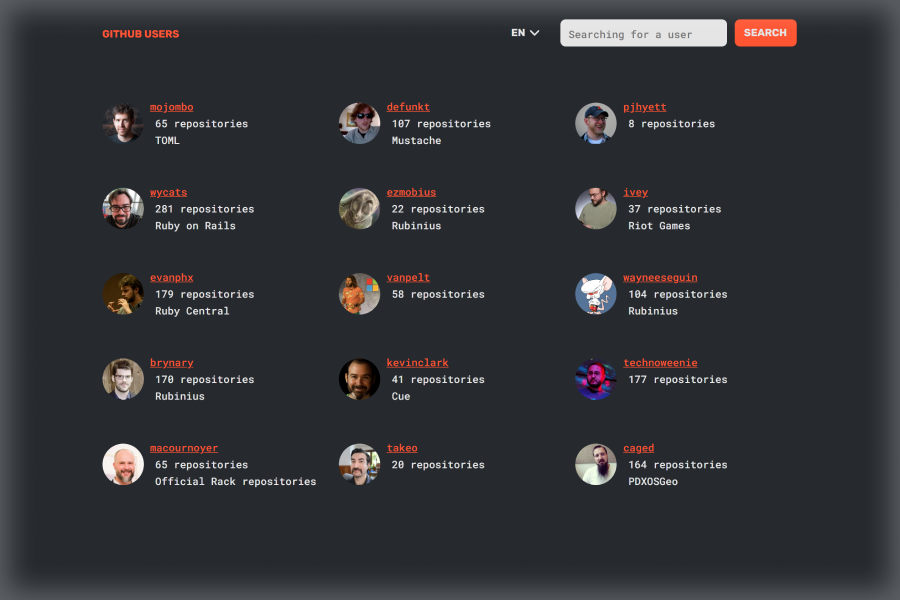 GITHUB USERS
EN
Searching for a user
SEARCH
mojombo
65 repositories
TOML
defunkt
107 repositories
Mustache
pjhyett
8 repositories
wycats
281 repositories
Ruby on Rails
ezmobius
22 repositories
Rubinius
ivey
37 repositories
Riot Games
evanphx
179 repositories
Ruby Central
vanpelt
58 repositories
wayneeseguin
104 repositories
Rubinius
brynary
170 repositories
Rubinius
kevinclark
41 repositories
Cue
technoweenie
177 repositories
macournoyer
65 repositories
Official Rack repositories
takeo
20 repositories
caged
164 repositories
PDXOSGeo